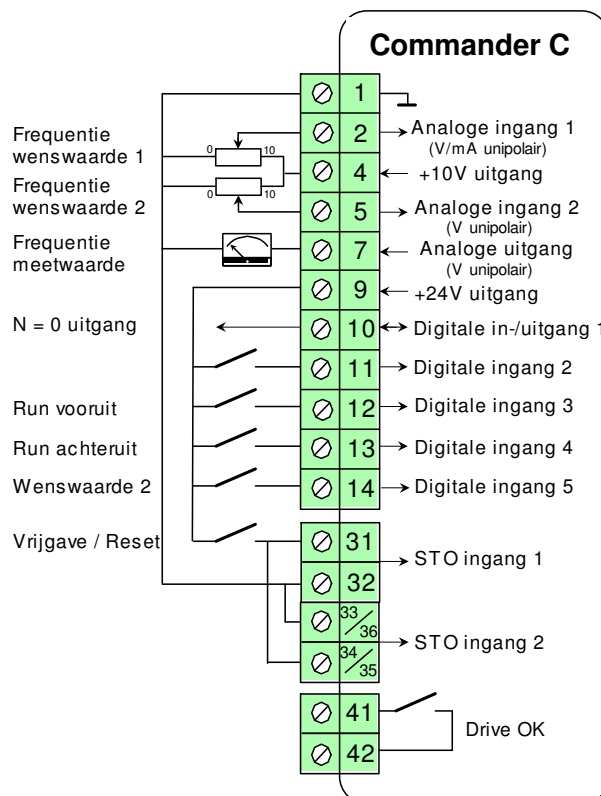 Commander C
1
Frequentie
wenswaarde 1
0
10
2
Analoge ingang 1
(V/mA unipolair)
4
+10V uitgang
Frequentie
wenswaarde 2
0
10
5
Analoge ingang 2
(V unipolair)
Frequentie
meetwaarde
7
Analoge uitgang
(V unipolair)
9
+24V uitgang
N = 0 uitgang
10
Digitale in-/uitgang 1
11
Digitale ingang 2
Run vooruit
12
Digitale ingang 3
Run achteruit
13
Digitale ingang 4
Wenswaarde 2
14
Digitale ingang 5
Vrijgave / Reset
31
STO ingang 1
32
33/36
STO ingang 2
34/35
41
Drive OK
42